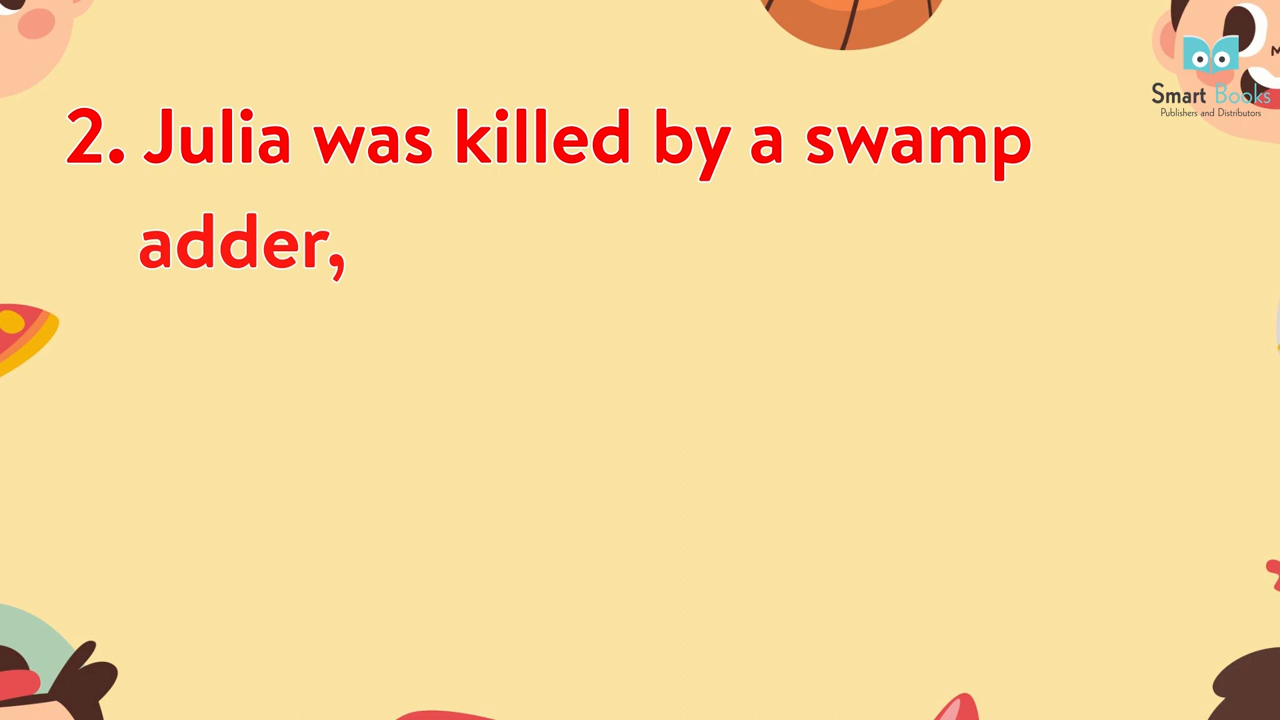 2. Julia was killed by a swamp
adder,
M
Smart Books
Publishers and Distributors